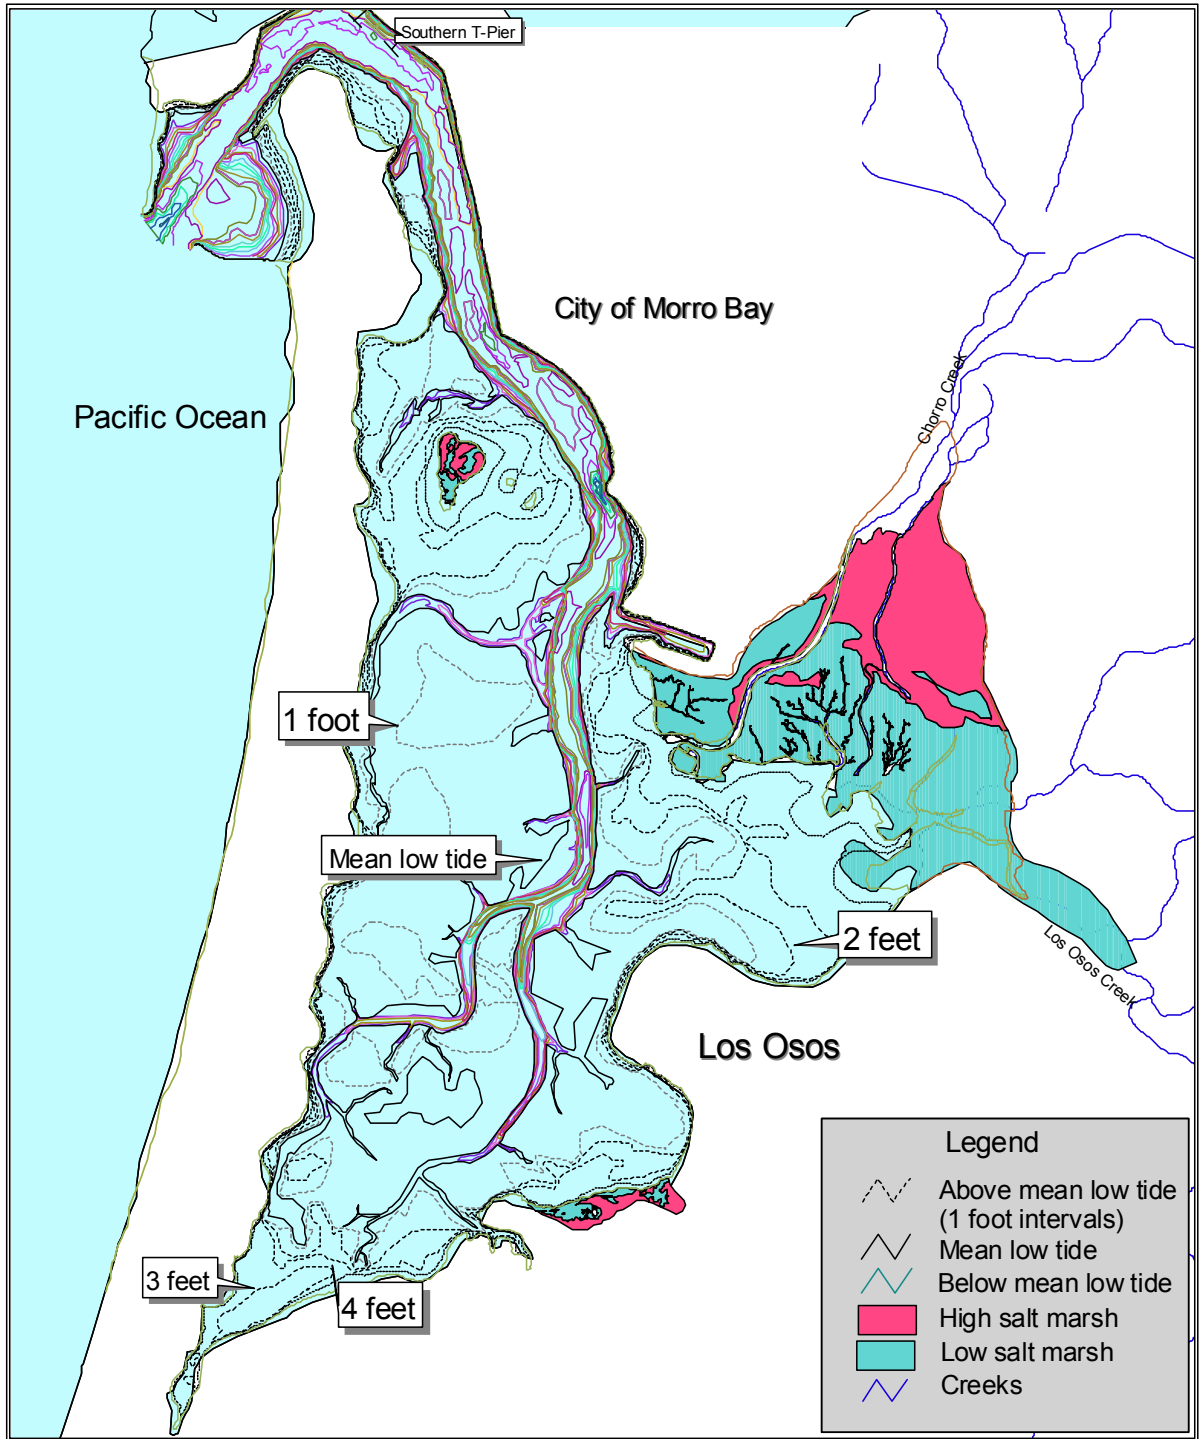 Southern T-Pier
City of Morro Bay
Pacific Ocean
Chorro Creek
1 foot
Mean low tide
2 feet
Los Osos Creek
Los Osos
3 feet
4 feet
Legend
Above mean low tide
(1 foot intervals)
Mean low tide
Below mean low tide
High salt marsh
Low salt marsh
Creeks